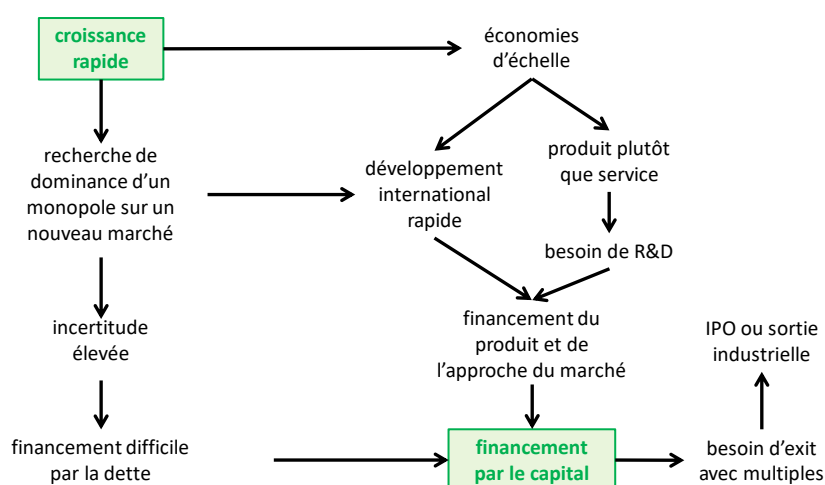 croissance
rapide
économies
d'échelle
recherche de
dominance d'un
monopole sur un
nouveau marché
développement
international
rapide
produit plutôt
que service
besoin de R&D
incertitude
élevée
financement du
produit et de
l'approche du marché
IPO ou sortie
industrielle
financement difficile
par la dette
financement
par le capital
besoin d'exit
avec multiples